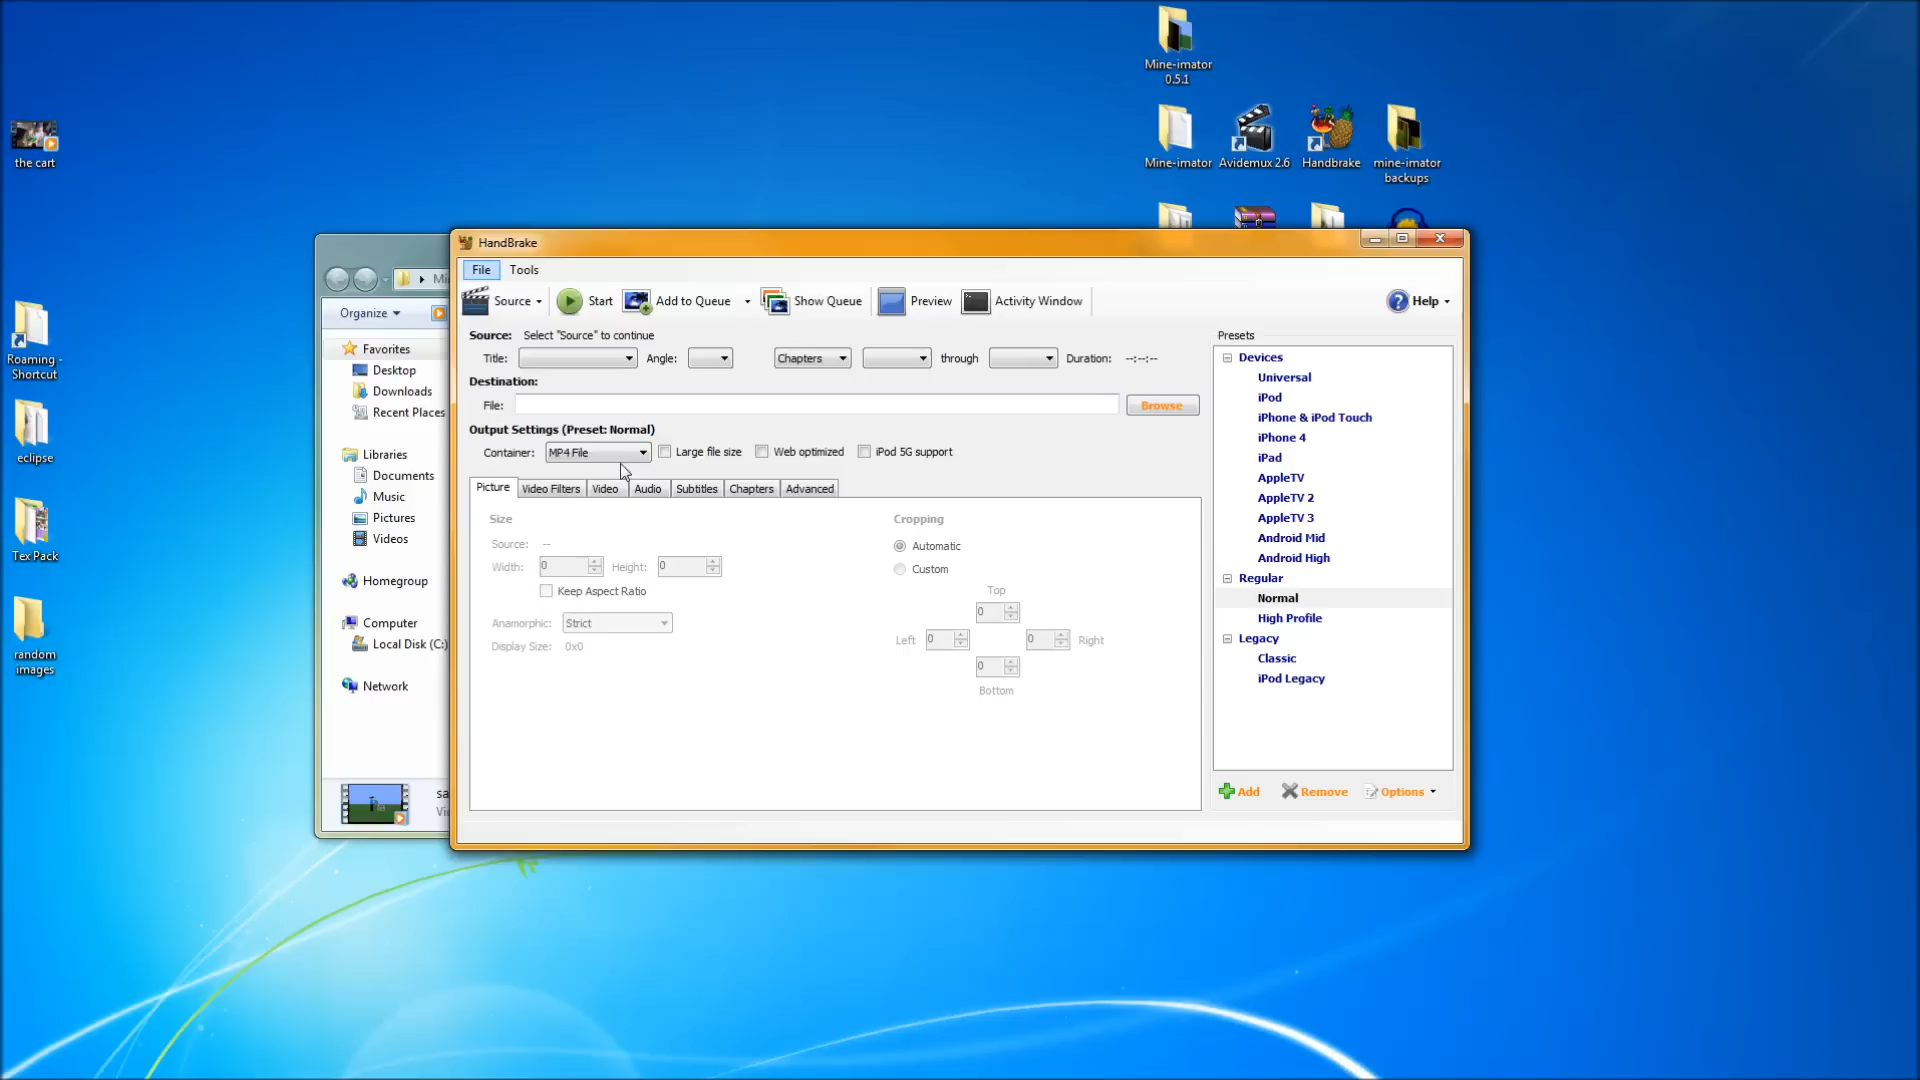 Mine-imator
0.5.1
the cart
Mine-imator
Avidemux 2.6
Handbrake
mine-imator
backups
Roaming -
Shortcut
eclipse
Tex Pack
random
images
Organize
Favorites
Desktop
Downloads
Recent Places
Libraries
Documents
Music
Pictures
Videos
Homegroup
Computer
Local Disk (C:)
Network
HandBrake
File Tools
Source Start Add to Queue Show Queue Preview Activity Window Help
Source: Select "Source" to continue
Title: Angle: Chapters through Duration: --:--:--
Destination:
File: Browse
Output Settings (Preset: Normal)
Container: MP4 File Large file size Web optimized iPod 5G support
Picture Video Filters Video Audio Subtitles Chapters Advanced
Size
Source: --
Width: 0 Height: 0
Keep Aspect Ratio
Anamorphic: Strict
Display Size: 0x0
Cropping
Automatic
Custom
Top
0
Left 0 0 Right
0
Bottom
Presets
Devices
Universal
iPod
iPhone & iPod Touch
iPhone 4
iPad
AppleTV
AppleTV 2
AppleTV 3
Android Mid
Android High
Regular
Normal
High Profile
Legacy
Classic
iPod Legacy
Add Remove Options